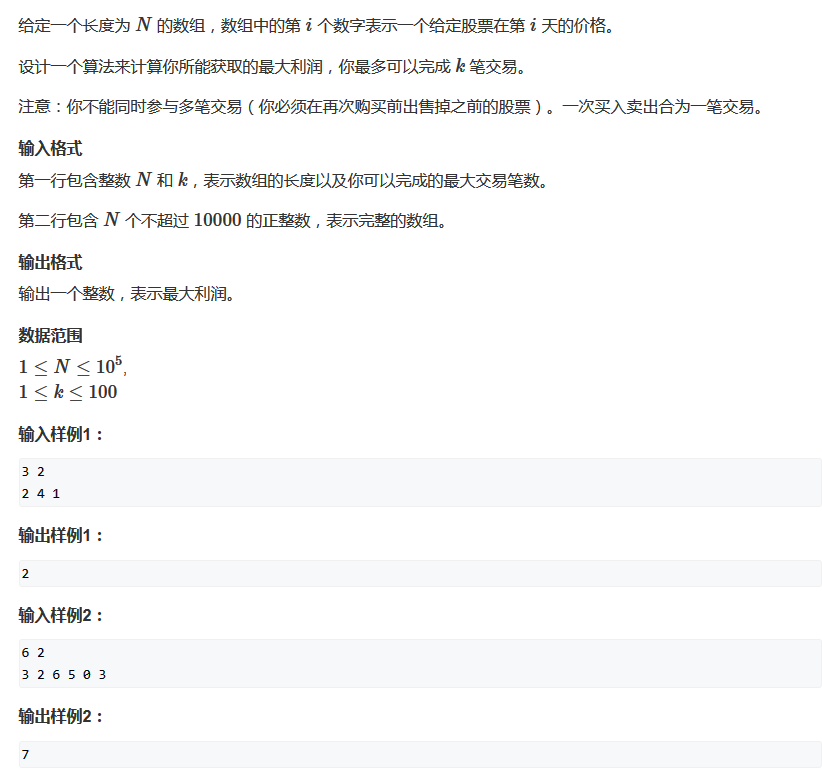 给定一个长度为 N 的数组，数组中的第 i 个数字表示一个给定股票在第 i 天的价格。
设计一个算法来计算你所能获取的最大利润，你最多可以完成 k 笔交易。
注意：你不能同时参与多笔交易（你必须在再次购买前出售掉之前的股票）。一次买入卖出合为一笔交易。
输入格式
第一行包含整数 N 和 k，表示数组的长度以及你可以完成的最大交易笔数。
第二行包含 N 个不超过 10000 的正整数，表示完整的数组。
输出格式
输出一个整数，表示最大利润。
数据范围
1 ≤ N ≤ 10⁵,
1 ≤ k ≤ 100
输入样例1：
3 2
2 4 1
输出样例1：
2
输入样例2：
6 2
3 2 6 5 0 3
输出样例2：
7